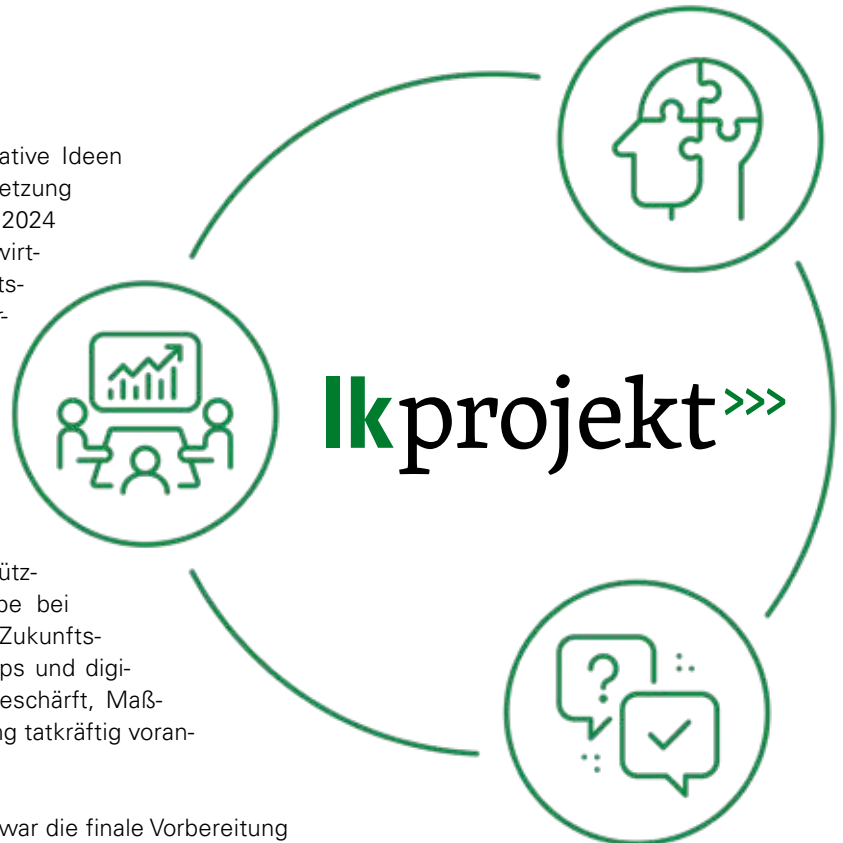 ative Ideen
etzung
2024
virt-
ts-
r-
lkprojekt>>>
ütz-
be bei
Zukunfts-
ps und digi-
eschärft, Maß-
ng tatkräftig voran-
war die finale Vorbereitung